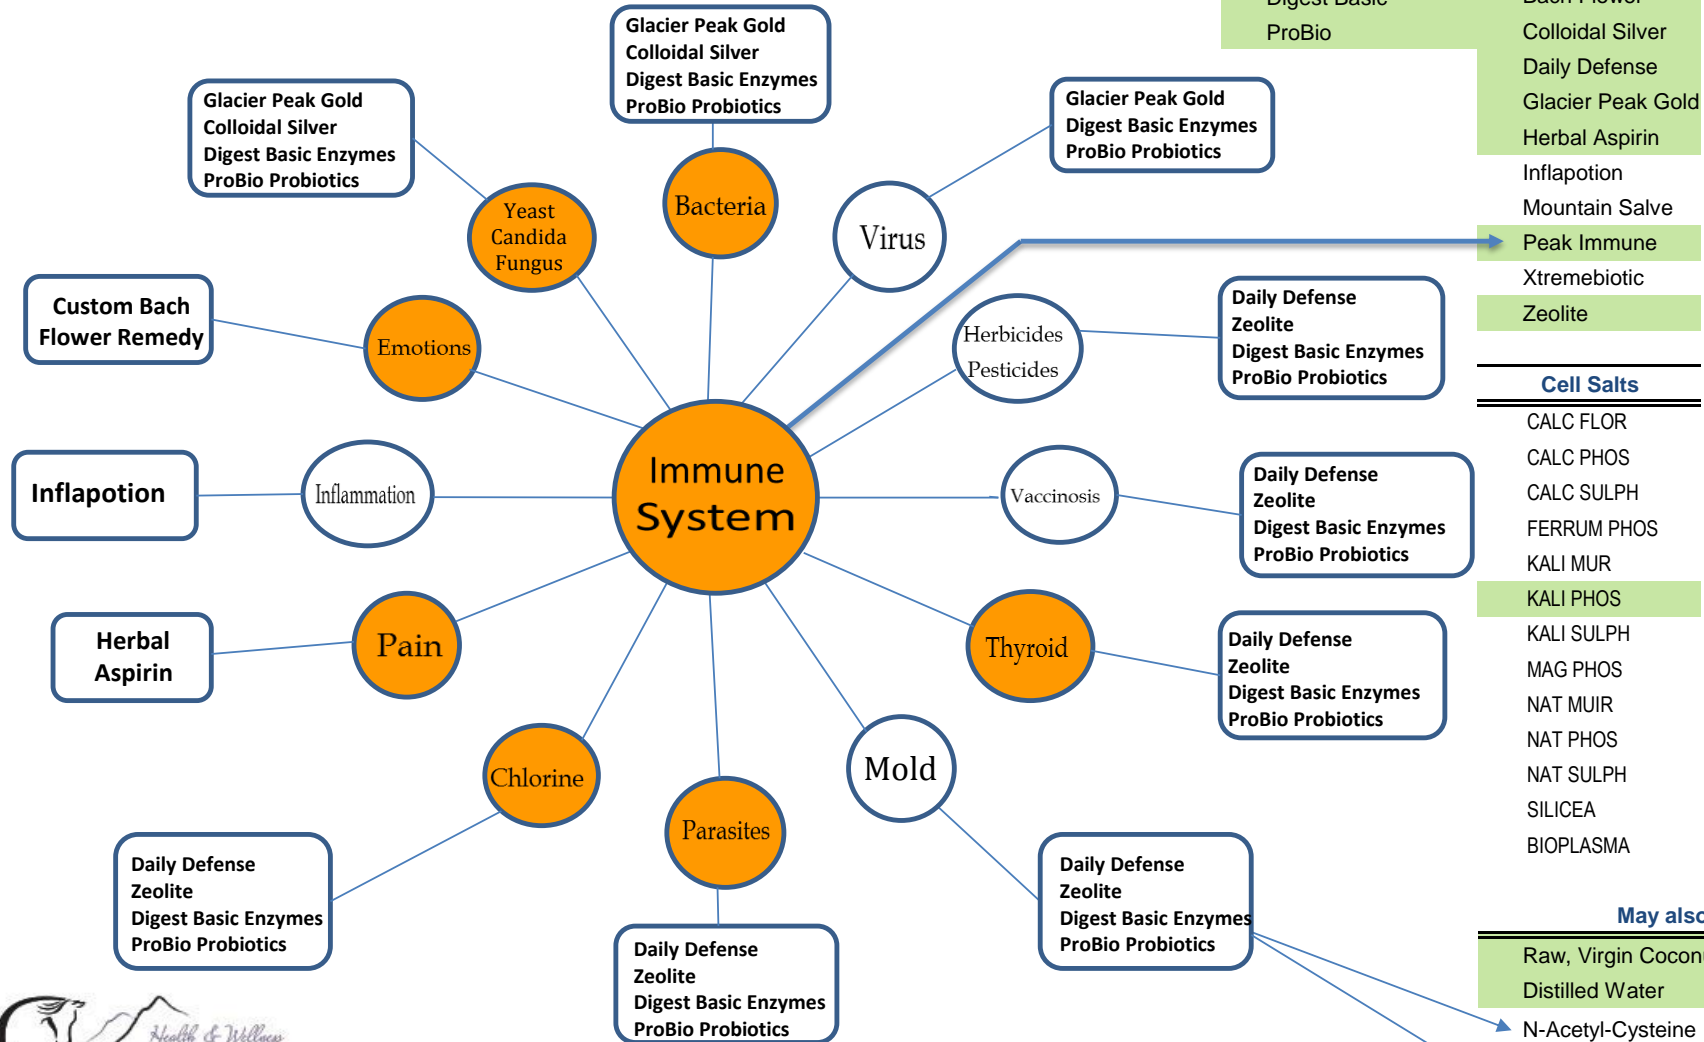 Digest Basic
ProBio
Bach Flower
Colloidal Silver
Daily Defense
Glacier Peak Gold
Herbal Aspirin
Inflapotion
Mountain Salve
Peak Immune
Xtremebiotic
Zeolite
Cell Salts
CALC FLOR
CALC PHOS
CALC SULPH
FERRUM PHOS
KALI MUR
KALI PHOS
KALI SULPH
MAG PHOS
NAT MUIR
NAT PHOS
NAT SULPH
SILICEA
BIOPLASMA
May also
Raw, Virgin Coconu
Distilled Water
N-Acetyl-Cysteine
Immune
System
Bacteria
Glacier Peak Gold
Colloidal Silver
Digest Basic Enzymes
ProBio Probiotics
Virus
Glacier Peak Gold
Digest Basic Enzymes
ProBio Probiotics
Herbicides
Pesticides
Daily Defense
Zeolite
Digest Basic Enzymes
ProBio Probiotics
Vaccinosis
Daily Defense
Zeolite
Digest Basic Enzymes
ProBio Probiotics
Thyroid
Daily Defense
Zeolite
Digest Basic Enzymes
ProBio Probiotics
Mold
Daily Defense
Zeolite
Digest Basic Enzymes
ProBio Probiotics
Parasites
Daily Defense
Zeolite
Digest Basic Enzymes
ProBio Probiotics
Chlorine
Daily Defense
Zeolite
Digest Basic Enzymes
ProBio Probiotics
Pain
Herbal
Aspirin
Inflammation
Inflapotion
Emotions
Custom Bach
Flower Remedy
Yeast
Candida
Fungus
Glacier Peak Gold
Colloidal Silver
Digest Basic Enzymes
ProBio Probiotics
Health & Wellness